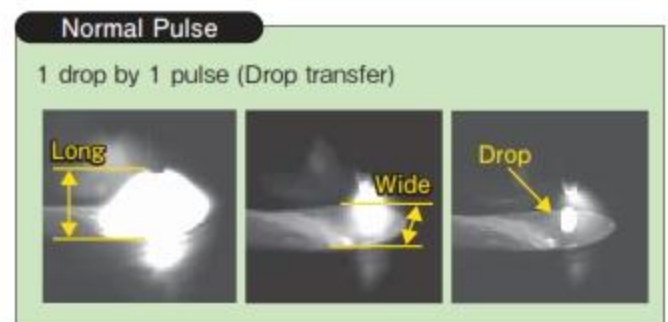 Normal Pulse
1 drop by 1 pulse (Drop transfer)
Long
Wide
Drop